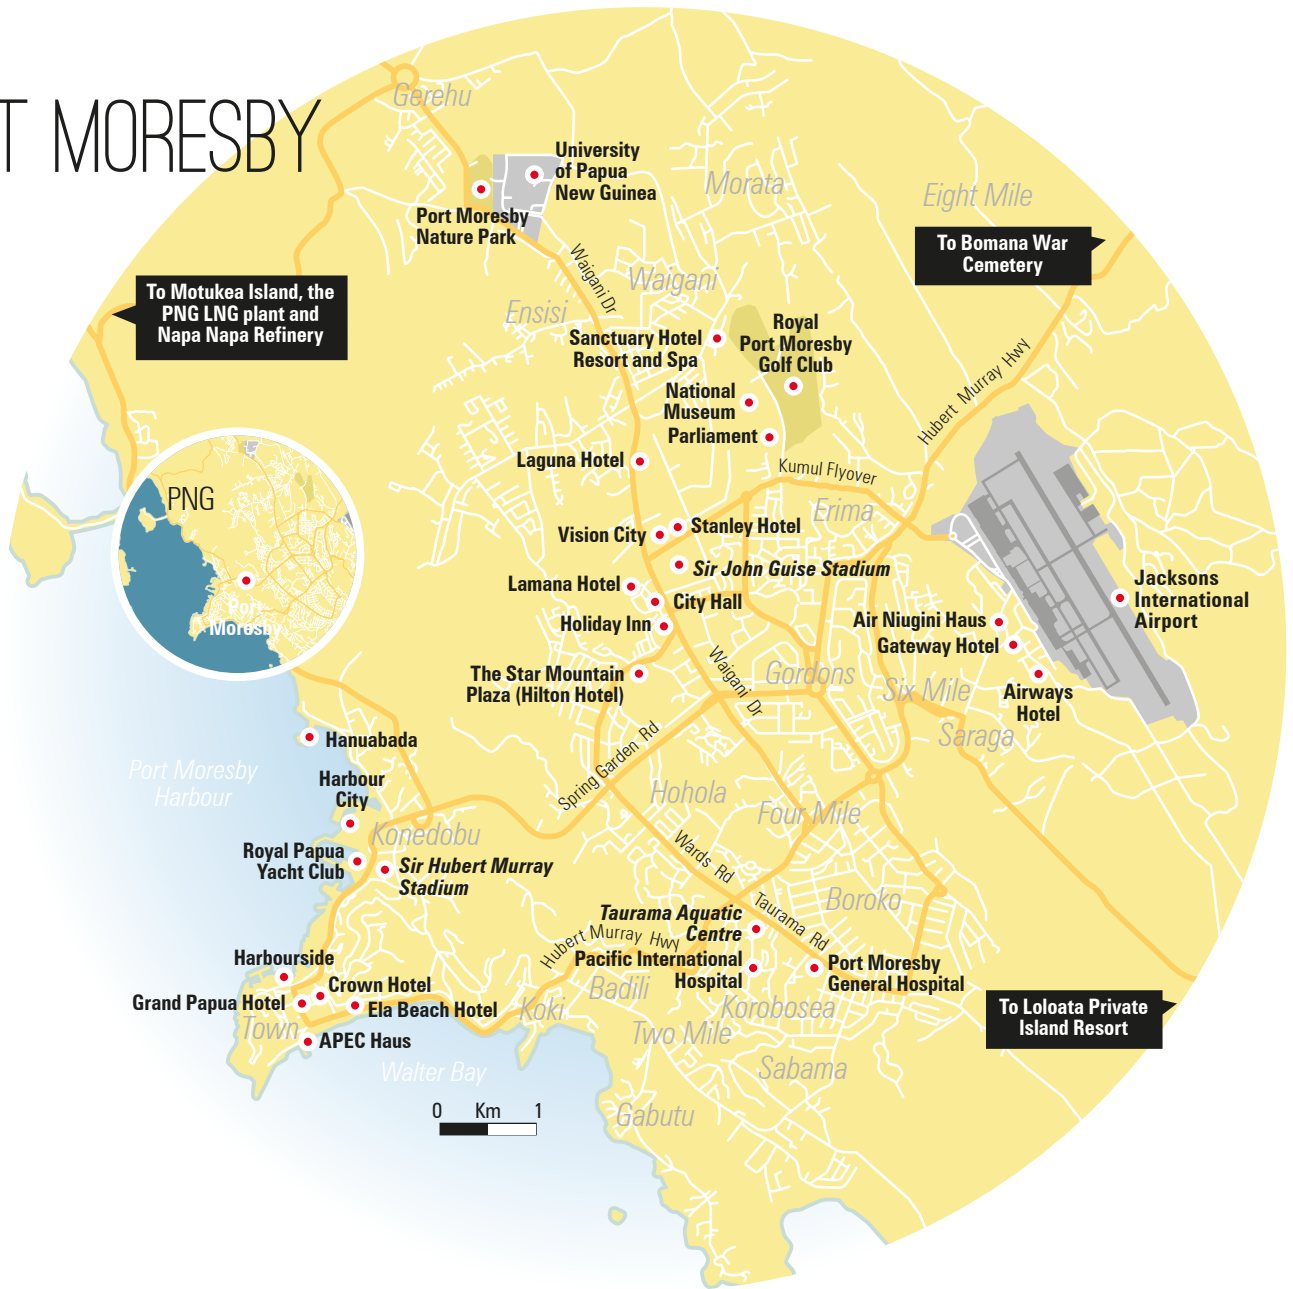 T MORESBY
Gerehu
University
of Papua
New Guinea
Port Moresby
Nature Park
Morata
Eight Mile
To Bomana War
Cemetery
Waigani Dr
Waigani
Ensisi
To Motukea Island, the
PNG LNG plant and
Napa Napa Refinery
Sanctuary Hotel
Resort and Spa
Royal
Port Moresby
Golf Club
National
Museum
Parliament
Hubert Murray Hwy
Laguna Hotel
Kumul Flyover
Erima
PNG
Port
Moresby
Vision City
Stanley Hotel
Sir John Guise Stadium
Lamana Hotel
City Hall
Holiday Inn
Jacksons
International
Airport
Air Niugini Haus
Gateway Hotel
Airways
Hotel
The Star Mountain
Plaza (Hilton Hotel)
Waigani Dr
Gordons
Six Mile
Saraga
Spring Garden Rd
Hanuabada
Port Moresby
Harbour
Harbour
City
Hohola
Four Mile
Konedobu
Royal Papua
Yacht Club
Sir Hubert Murray
Stadium
Wards Rd
Boroko
Taurama Aquatic
Centre
Taurama Rd
Hubert Murray Hwy
Pacific International
Hospital
Port Moresby
General Hospital
Harbourside
Crown Hotel
Grand Papua Hotel
Ela Beach Hotel
Town
APEC Haus
Badili
Koki
Korobosea
Two Mile
To Loloata Private
Island Resort
Walter Bay
Sabama
Gabutu
0 Km 1